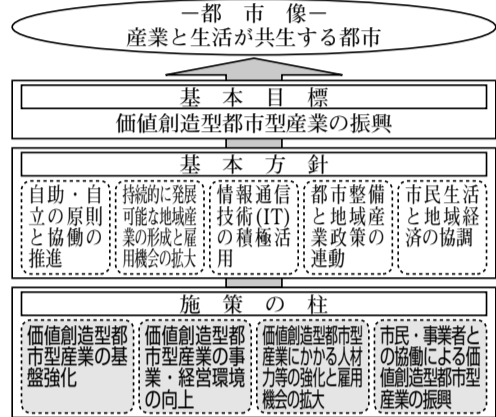 －都 市 像－
産業と生活が共生する都市
基 本 目 標
価値創造型都市型産業の振興
基 本 方 針
自助・自
立の原則
と協働の
推進
持続的に発展
可能な地域産
業の形成と雇
用機会の拡大
情報通信
技術(IT)
の積極活
用
都市整備
と地域産
業政策の
連動
市民生活
と地域経
済の協調
施 策 の 柱
価値創造型都
市型産業の基
盤強化
価値創造型都
市型産業の事
業・経営環境
の向上
価値創造型都市型
産業にかかる人材
力等の強化と雇用
機会の拡大
市民・事業者と
の協働による価
値創造型都市型
産業の振興